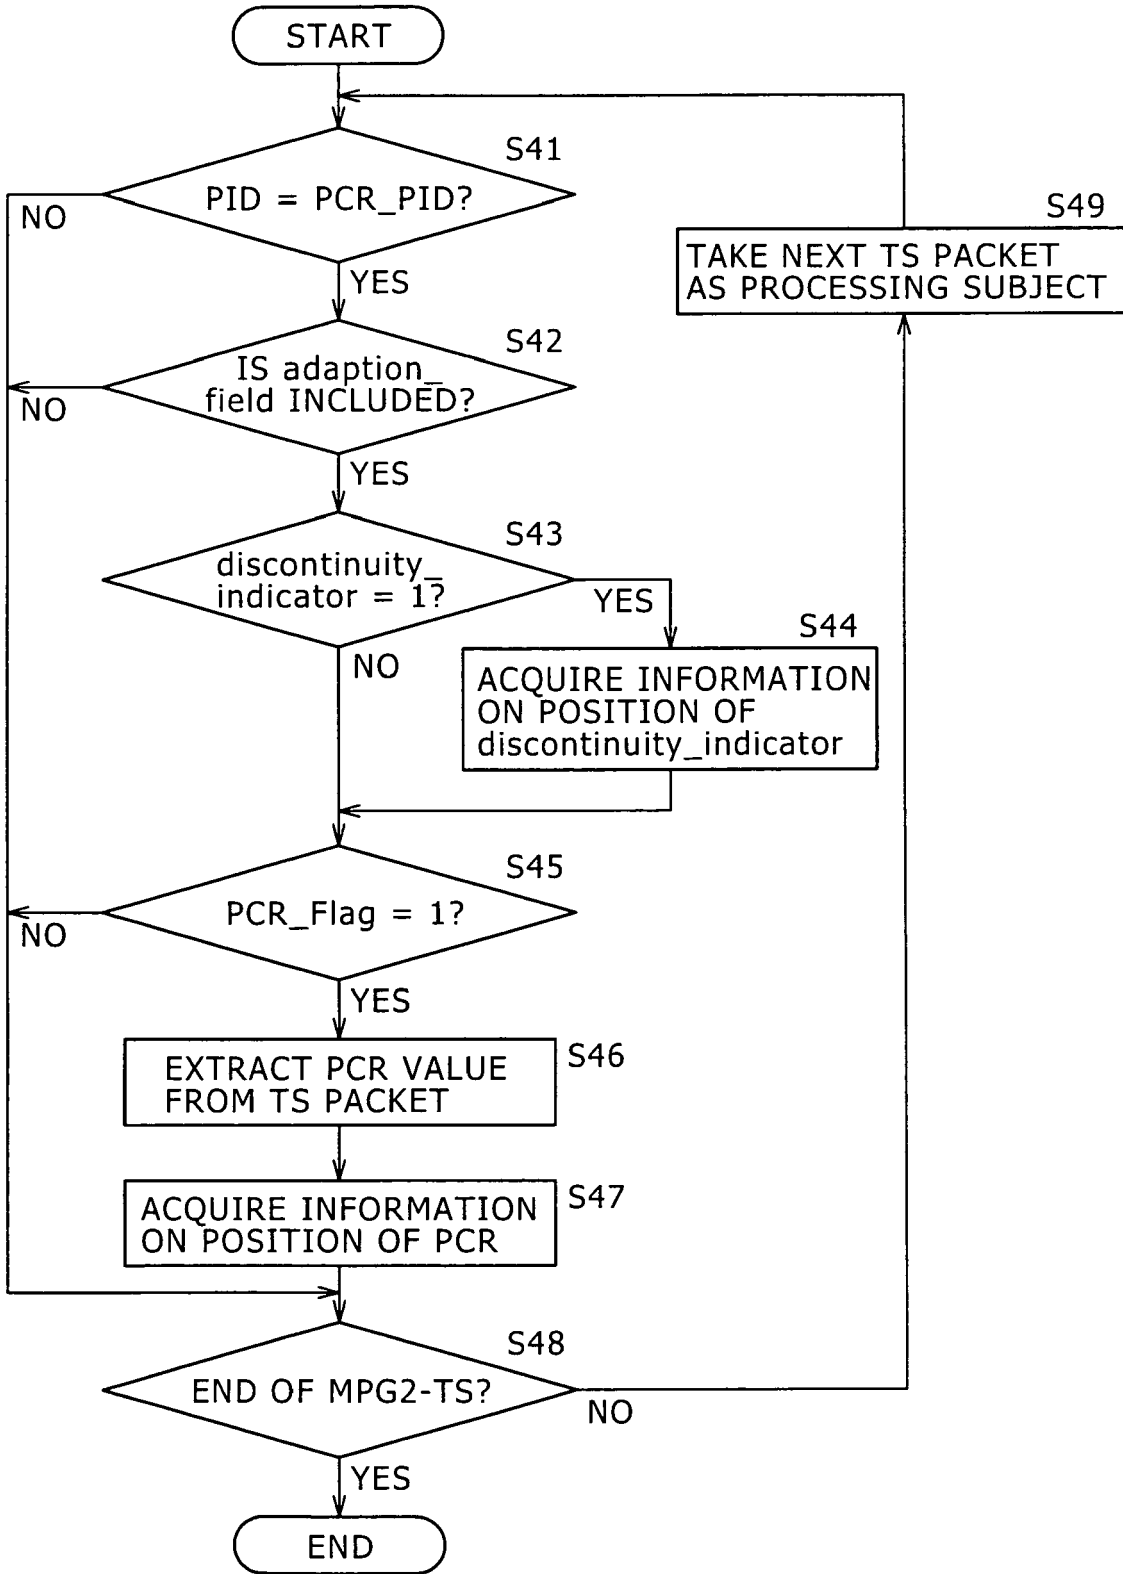 START
S41
PID = PCR_PID?
NO
YES
S49
TAKE NEXT TS PACKET
AS PROCESSING SUBJECT
S42
IS adaption_
field INCLUDED?
NO
YES
S43
discontinuity_
indicator = 1?
YES
NO
S44
ACQUIRE INFORMATION
ON POSITION OF
discontinuity_indicator
S45
PCR_Flag = 1?
NO
YES
S46
EXTRACT PCR VALUE
FROM TS PACKET
S47
ACQUIRE INFORMATION
ON POSITION OF PCR
S48
END OF MPG2-TS?
NO
YES
END